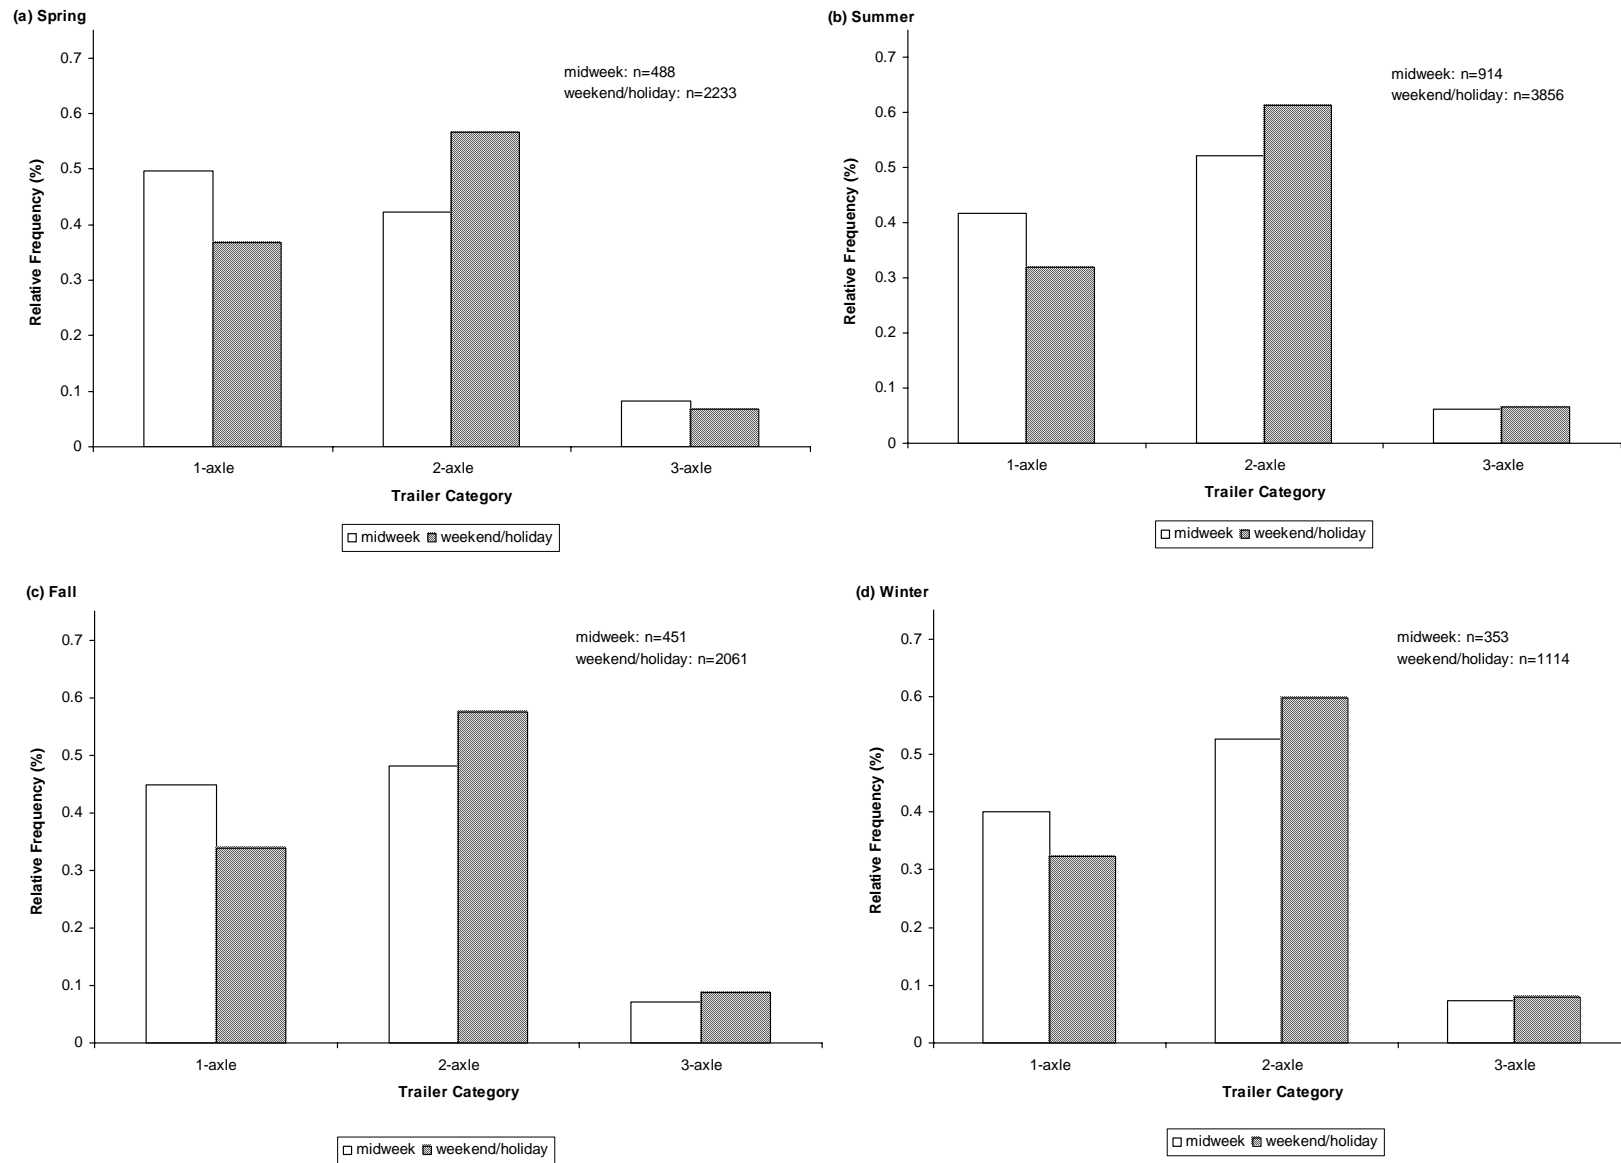 (a) Spring
midweek: n=488
weekend/holiday: n=2233
Relative Frequency (%)
0.7
0.6
0.5
0.4
0.3
0.2
0.1
0
1-axle 2-axle 3-axle
Trailer Category
midweek weekend/holiday
(b) Summer
midweek: n=914
weekend/holiday: n=3856
Relative Frequency (%)
0.7
0.6
0.5
0.4
0.3
0.2
0.1
0
1-axle 2-axle 3-axle
Trailer Category
midweek weekend/holiday
(c) Fall
midweek: n=451
weekend/holiday: n=2061
Relative Frequency (%)
0.7
0.6
0.5
0.4
0.3
0.2
0.1
0
1-axle 2-axle 3-axle
Trailer Category
midweek weekend/holiday
(d) Winter
midweek: n=353
weekend/holiday: n=1114
Relative Frequency (%)
0.7
0.6
0.5
0.4
0.3
0.2
0.1
0
1-axle 2-axle 3-axle
Trailer Category
midweek weekend/holiday